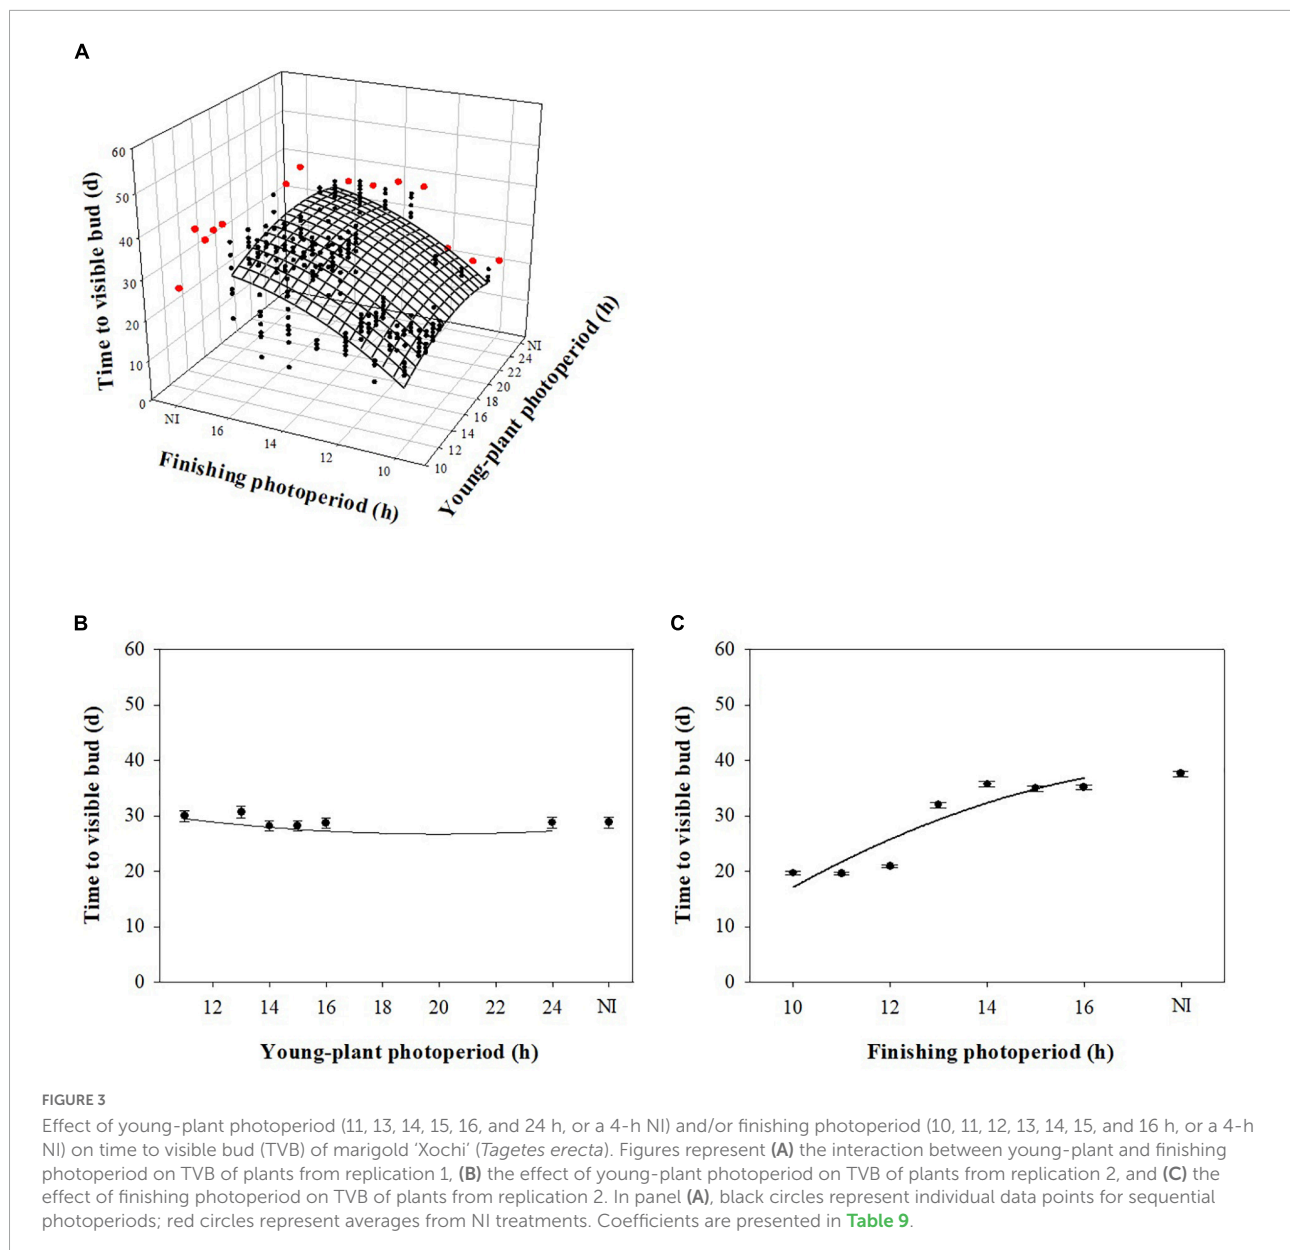 A
60
50
40
30
20
10
0
Time to visible bud (d)
NI
16
14
12
10
Finishing photoperiod (h)
10
12
14
16
18
20
22
24
NI
Young-plant photoperiod (h)
B
60
50
40
30
20
10
0
Time to visible bud (d)
12 14 16 18 20 22 24 NI
Young-plant photoperiod (h)
C
60
50
40
30
20
10
0
Time to visible bud (d)
10 12 14 16 NI
Finishing photoperiod (h)
FIGURE 3
Effect of young-plant photoperiod (11, 13, 14, 15, 16, and 24 h, or a 4-h NI) and/or finishing photoperiod (10, 11, 12, 13, 14, 15, and 16 h, or a 4-h
NI) on time to visible bud (TVB) of marigold ‘Xochi’ (Tagetes erecta). Figures represent (A) the interaction between young-plant and finishing
photoperiod on TVB of plants from replication 1, (B) the effect of young-plant photoperiod on TVB of plants from replication 2, and (C) the
effect of finishing photoperiod on TVB of plants from replication 2. In panel (A), black circles represent individual data points for sequential
photoperiods; red circles represent averages from NI treatments. Coefficients are presented in Table 9.